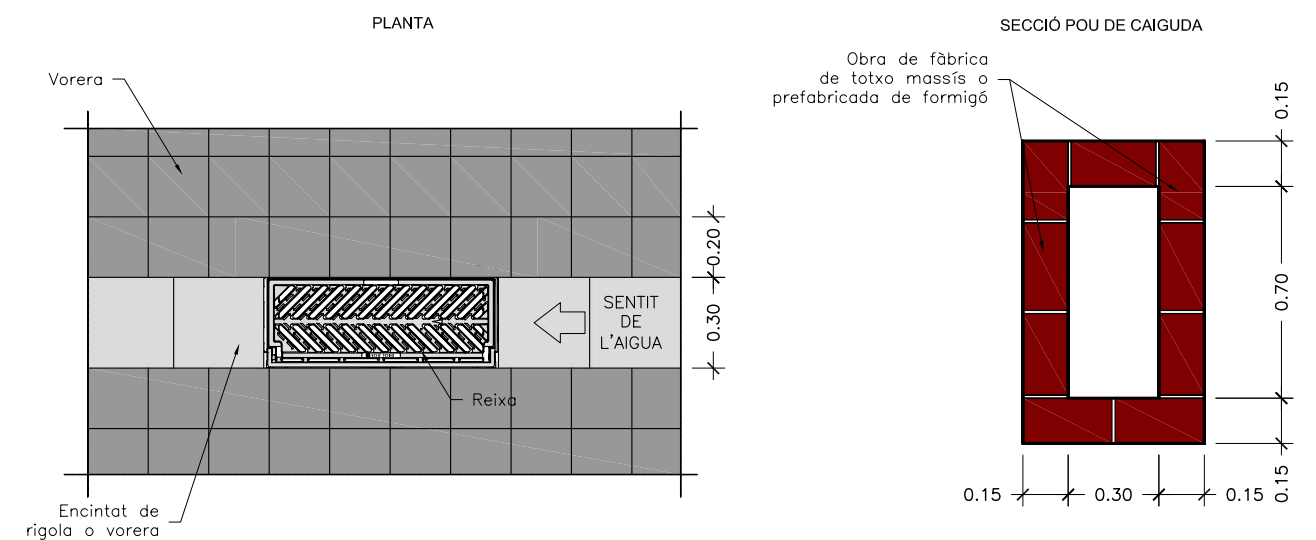 PLANTA
Vorera
0.20
0.30
SENTIT
DE
L'AIGUA
Reixa
Encintat de
rigola o vorera
SECCIÓ POU DE CAIGUDA
Obra de fàbrica
de totxo massís o
prefabricada de formigó
0.15
0.70
0.15
0.15
0.30
0.15